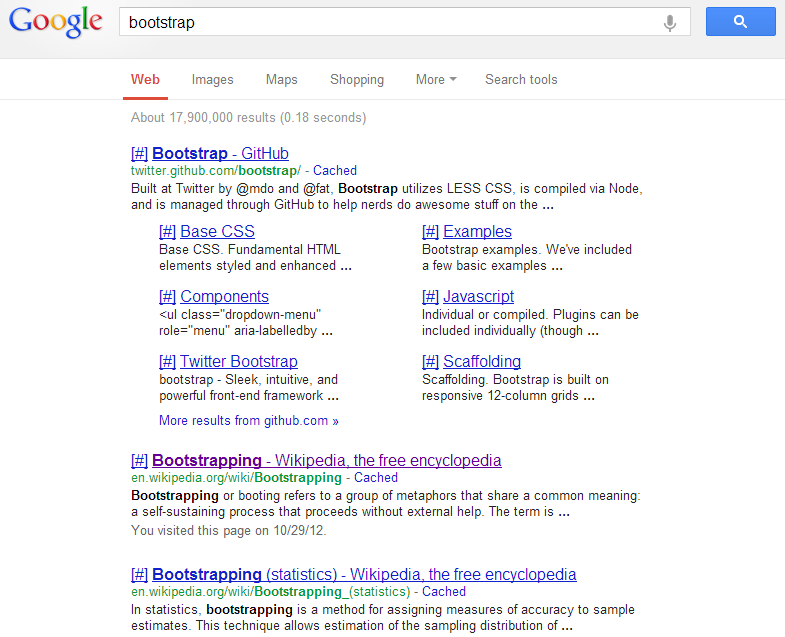 Google
bootstrap
Web Images Maps Shopping More Search tools
About 17,900,000 results (0.18 seconds)
[#] Bootstrap - GitHub
twitter.github.com/bootstrap/ - Cached
Built at Twitter by @mdo and @fat, Bootstrap utilizes LESS CSS, is compiled via Node,
and is managed through GitHub to help nerds do awesome stuff on the ...
[#] Base CSS
Base CSS. Fundamental HTML
elements styled and enhanced ...
[#] Examples
Bootstrap examples. We've included
a few basic examples ...
[#] Components
<ul class="dropdown-menu"
role="menu" aria-labelledby ...
[#] Javascript
Individual or compiled. Plugins can be
included individually (though ...
[#] Twitter Bootstrap
bootstrap - Sleek, intuitive, and
powerful front-end framework ...
[#] Scaffolding
Scaffolding. Bootstrap is built on
responsive 12-column grids ...
More results from github.com »
[#] Bootstrapping - Wikipedia, the free encyclopedia
en.wikipedia.org/wiki/Bootstrapping - Cached
Bootstrapping or booting refers to a group of metaphors that share a common meaning:
a self-sustaining process that proceeds without external help. The term is ...
You visited this page on 10/29/12.
[#] Bootstrapping (statistics) - Wikipedia, the free encyclopedia
en.wikipedia.org/wiki/Bootstrapping_(statistics) - Cached
In statistics, bootstrapping is a method for assigning measures of accuracy to sample
estimates. This technique allows estimation of the sampling distribution of ...